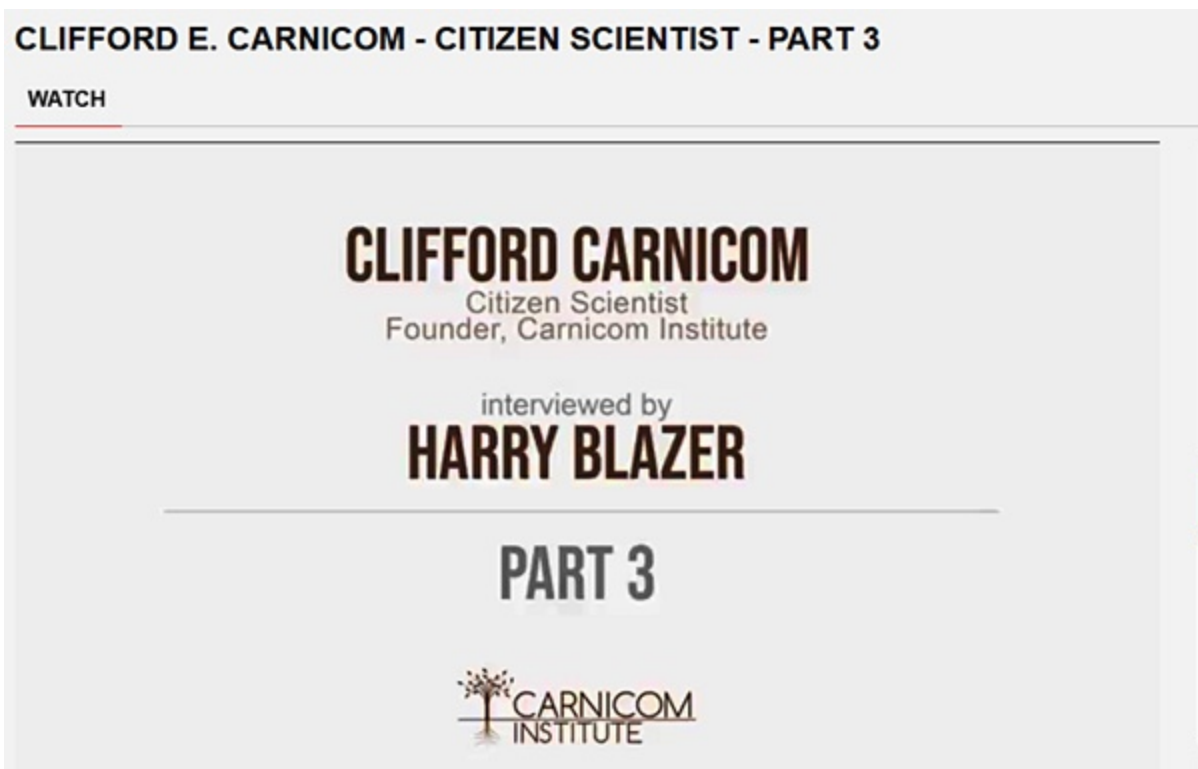 CLIFFORD E. CARNICOM - CITIZEN SCIENTIST - PART 3
WATCH
CLIFFORD CARNICOM
Citizen Scientist
Founder, Carnicom Institute
interviewed by
HARRY BLAZER
PART 3
CARNICOM
INSTITUTE